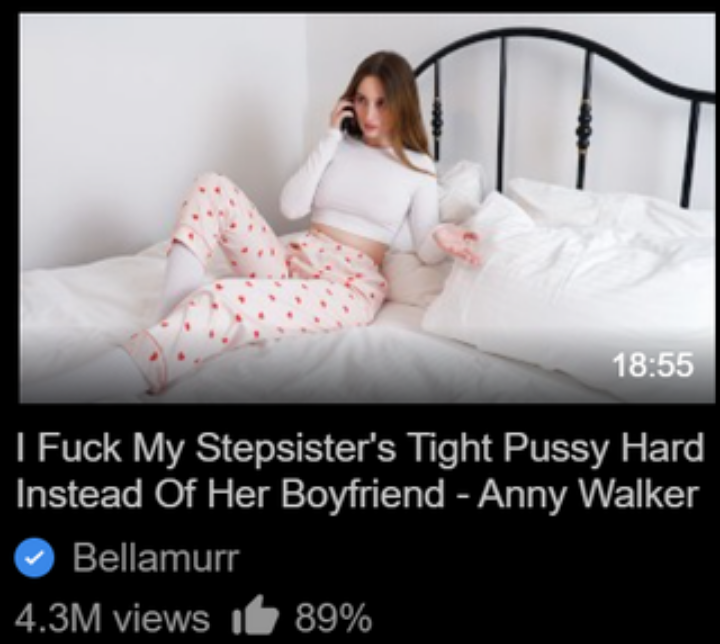 18:55
I Fuck My Stepsister's Tight Pussy Hard
Instead Of Her Boyfriend - Anny Walker
Bellamurr
4.3M views 89%